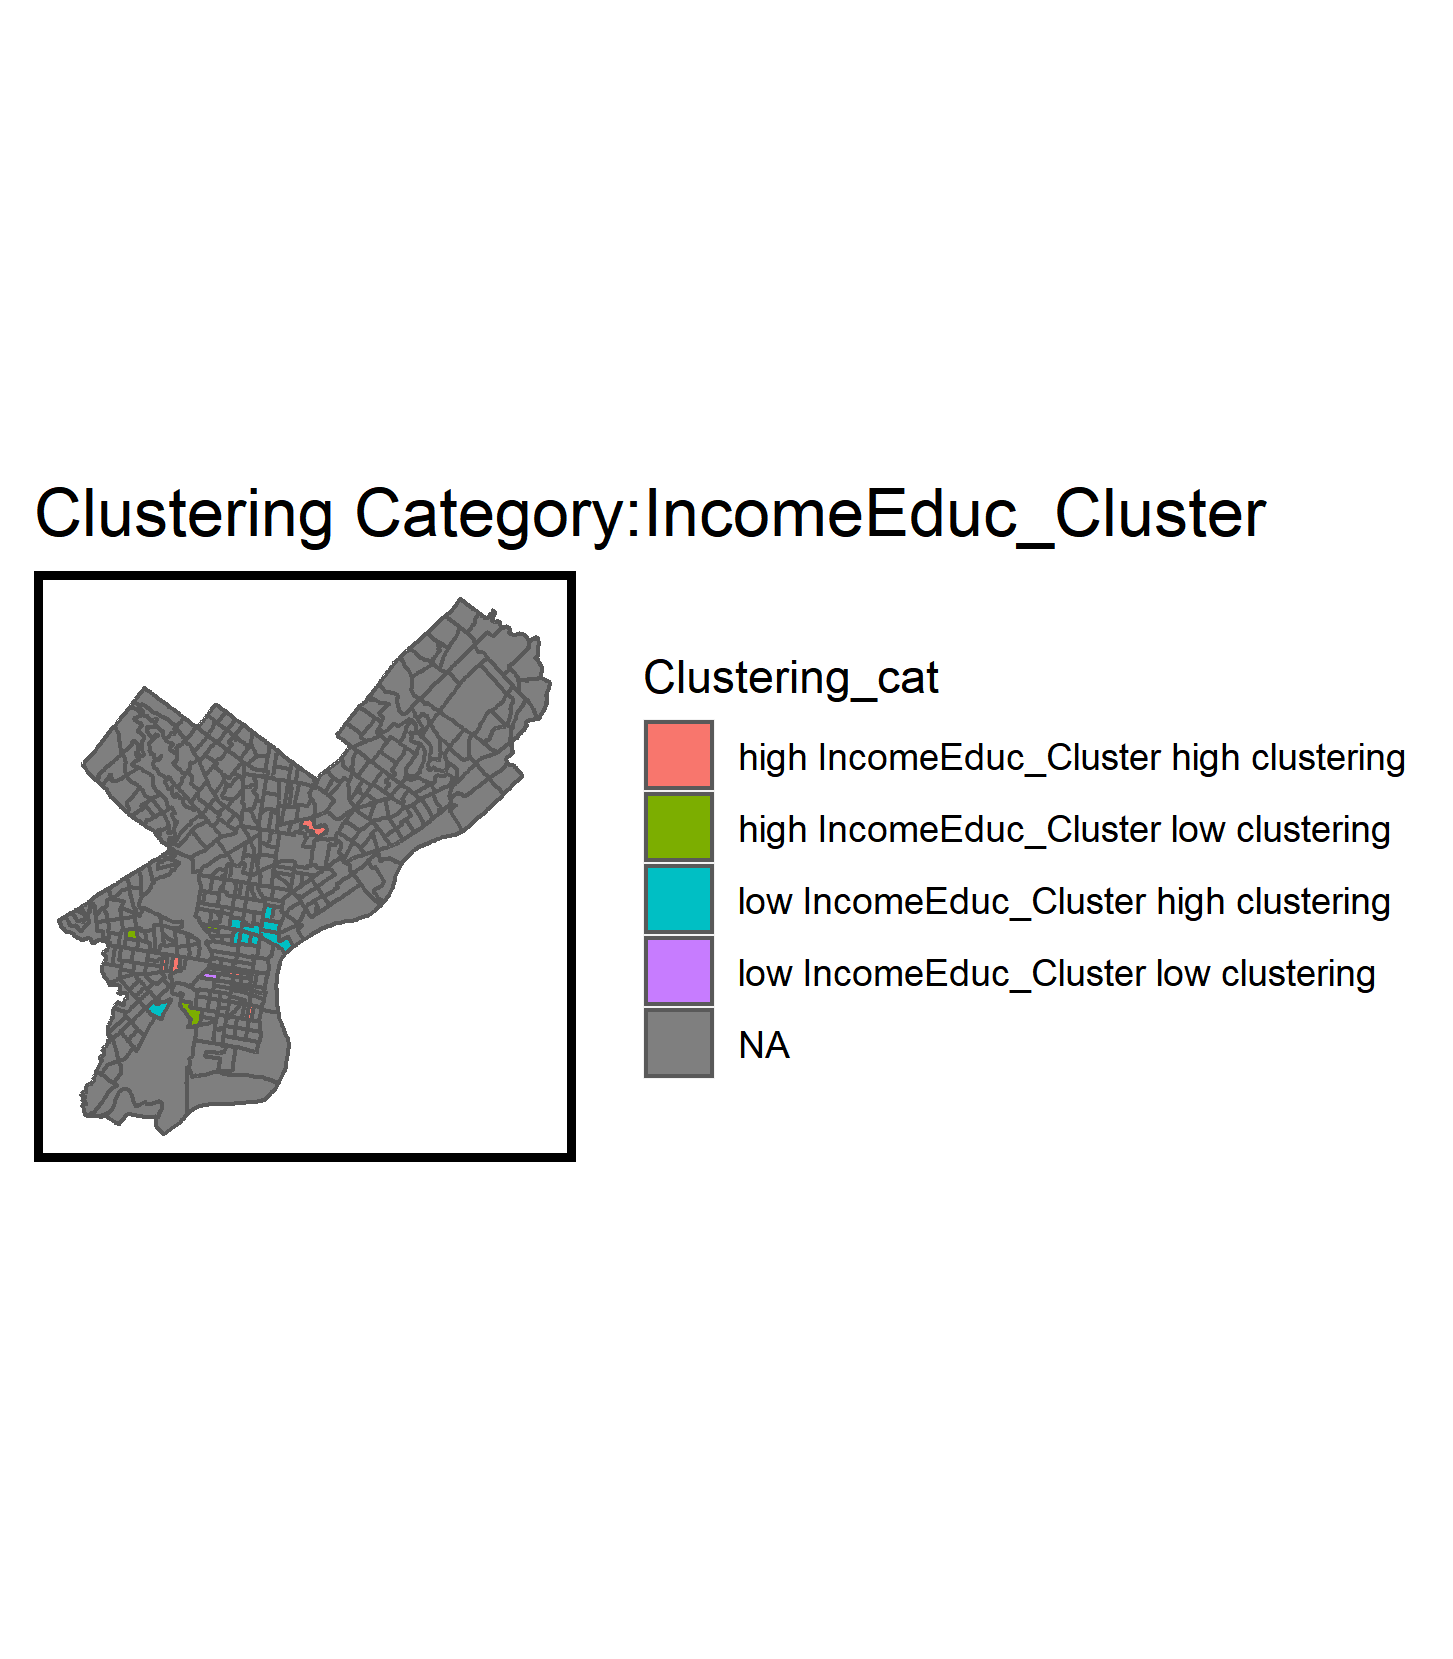 Clustering Category:IncomeEduc_Cluster
Clustering_cat
high IncomeEduc_Cluster high clustering
high IncomeEduc_Cluster low clustering
low IncomeEduc_Cluster high clustering
low IncomeEduc_Cluster low clustering
NA